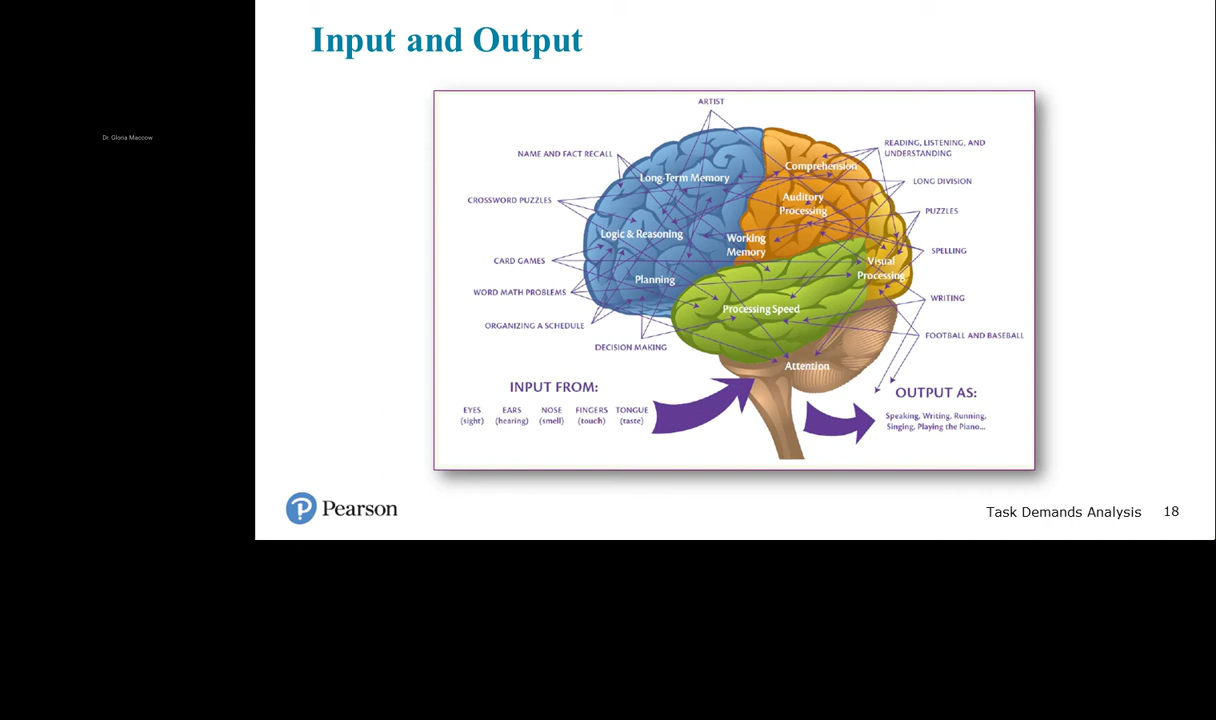 Input and Output
Dr. Gloria Maccow
ARTIST
NAME AND FACT RECALL
CROSSWORD PUZZLES
CARD GAMES
WORD MATH PROBLEMS
ORGANIZING A SCHEDULE
DECISION MAKING
Long-Term Memory
Logic & Reasoning
Planning
Working
Memory
Comprehension
Auditory
Processing
Visual
Processing
Processing Speed
Attention
READING, LISTENING, AND
UNDERSTANDING
LONG DIVISION
PUZZLES
SPELLING
WRITING
FOOTBALL AND BASEBALL
INPUT FROM:
EYES EARS NOSE FINGERS TONGUE
(sight) (hearing) (smell) (touch) (taste)
OUTPUT AS:
Speaking, Writing, Running,
Singing, Playing the Piano...
Pearson
Task Demands Analysis 18